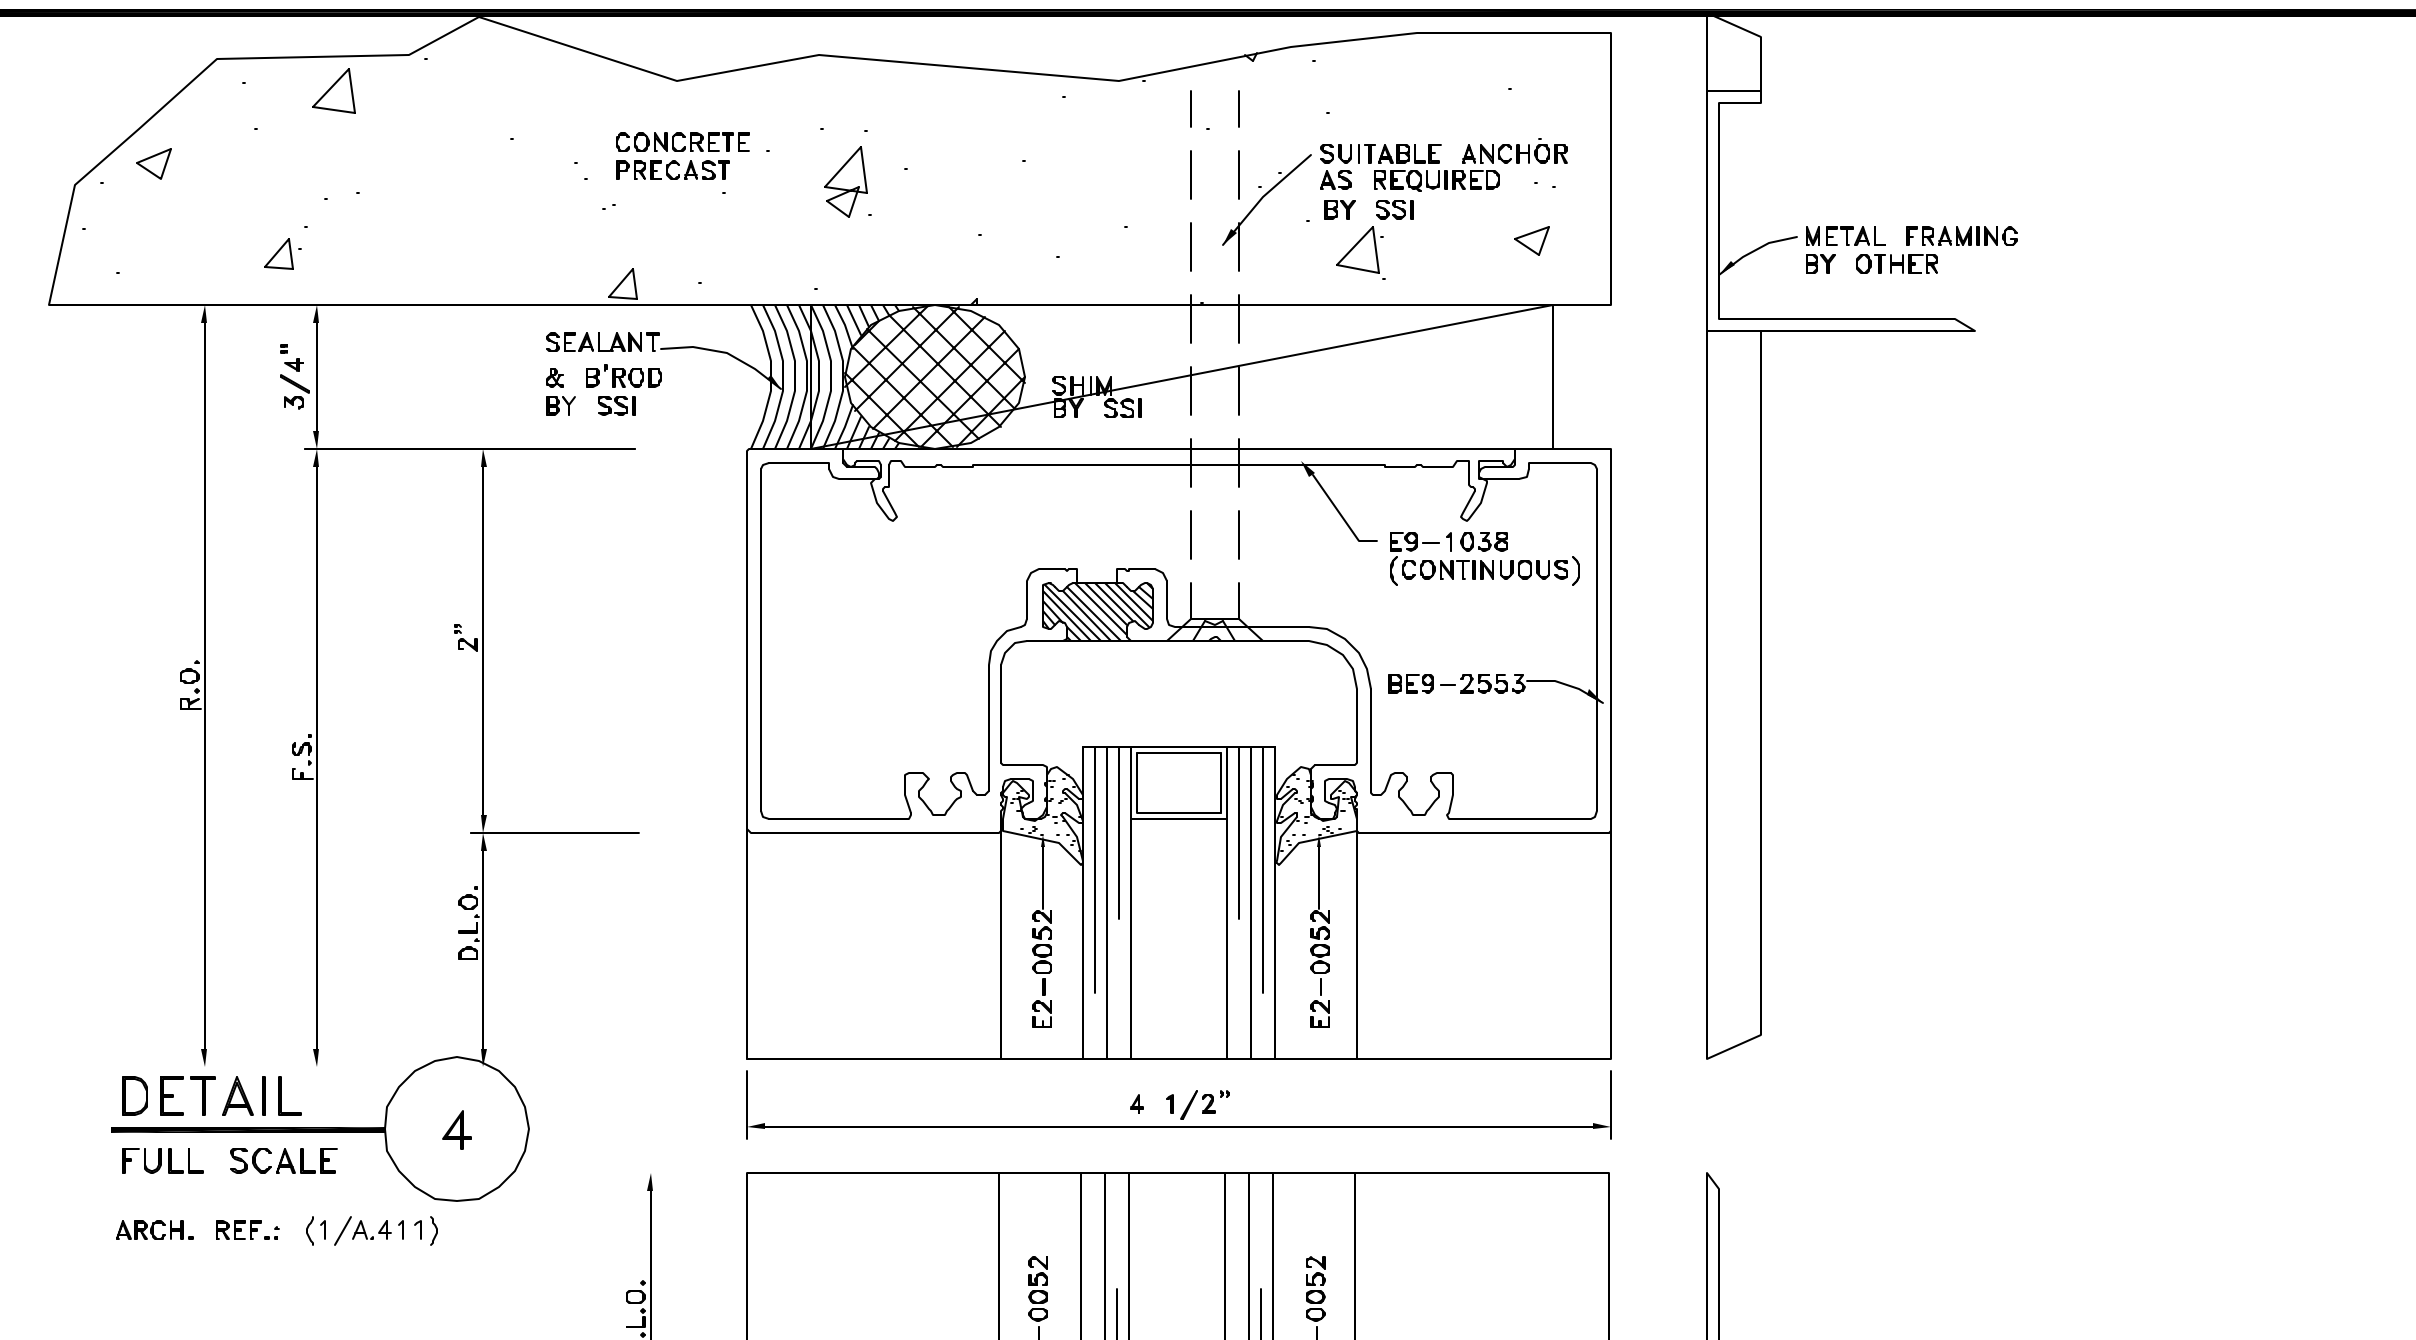 CONCRETE
PRECAST
SUITABLE ANCHOR
AS REQUIRED
BY SSI
METAL FRAMING
BY OTHER
3/4"
SEALANT
& B'ROD
BY SSI
SHIM
BY SSI
E9-1038
(CONTINUOUS)
2"
R.O.
BE9-2553
F.S.
D.L.O.
E2-0052
E2-0052
DETAIL
4
FULL SCALE
4 1/2"
ARCH. REF.: (1/A.411)
.L.O.
-0052
-0052